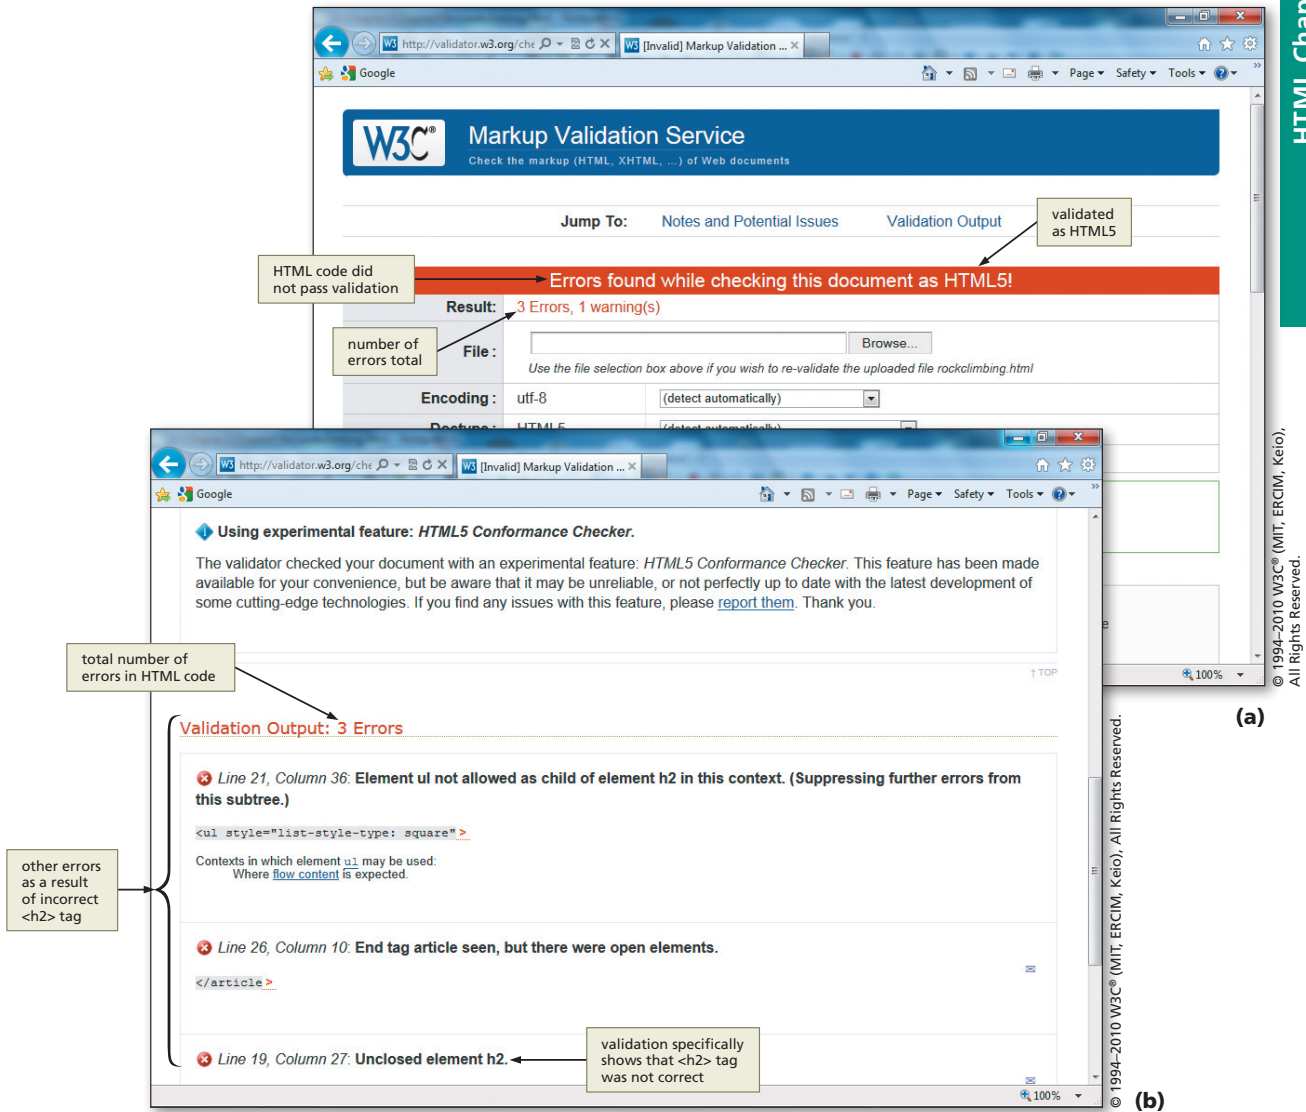 HTML Chap
http://validator.w3.org/che
W3 [Invalid] Markup Validation ... ×
Google
Page Safety Tools
W3C® Markup Validation Service
Check the markup (HTML, XHTML, ...) of Web documents
Jump To: Notes and Potential Issues Validation Output
validated
as HTML5
HTML code did
not pass validation
Errors found while checking this document as HTML5!
Result: 3 Errors, 1 warning(s)
number of
errors total
File : Browse...
Use the file selection box above if you wish to re-validate the uploaded file rockclimbing.html
Encoding : utf-8 (detect automatically)
Doctype : HTML5 (detect automatically)
100%
(a)
© 1994–2010 W3C® (MIT, ERCIM, Keio),
All Rights Reserved.
http://validator.w3.org/che
W3 [Invalid] Markup Validation ... ×
Google
Page Safety Tools
Using experimental feature: HTML5 Conformance Checker.
The validator checked your document with an experimental feature: HTML5 Conformance Checker. This feature has been made
available for your convenience, but be aware that it may be unreliable, or not perfectly up to date with the latest development of
some cutting-edge technologies. If you find any issues with this feature, please report them. Thank you.
total number of
errors in HTML code
↑ TOP
Validation Output: 3 Errors
Line 21, Column 36: Element ul not allowed as child of element h2 in this context. (Suppressing further errors from
this subtree.)
<ul style="list-style-type: square">
Contexts in which element ul may be used:
Where flow content is expected.
other errors
as a result
of incorrect
<h2> tag
Line 26, Column 10: End tag article seen, but there were open elements.
</article>
Line 19, Column 27: Unclosed element h2.
validation specifically
shows that <h2> tag
was not correct
100%
(b)
© 1994–2010 W3C® (MIT, ERCIM, Keio), All Rights Reserved.